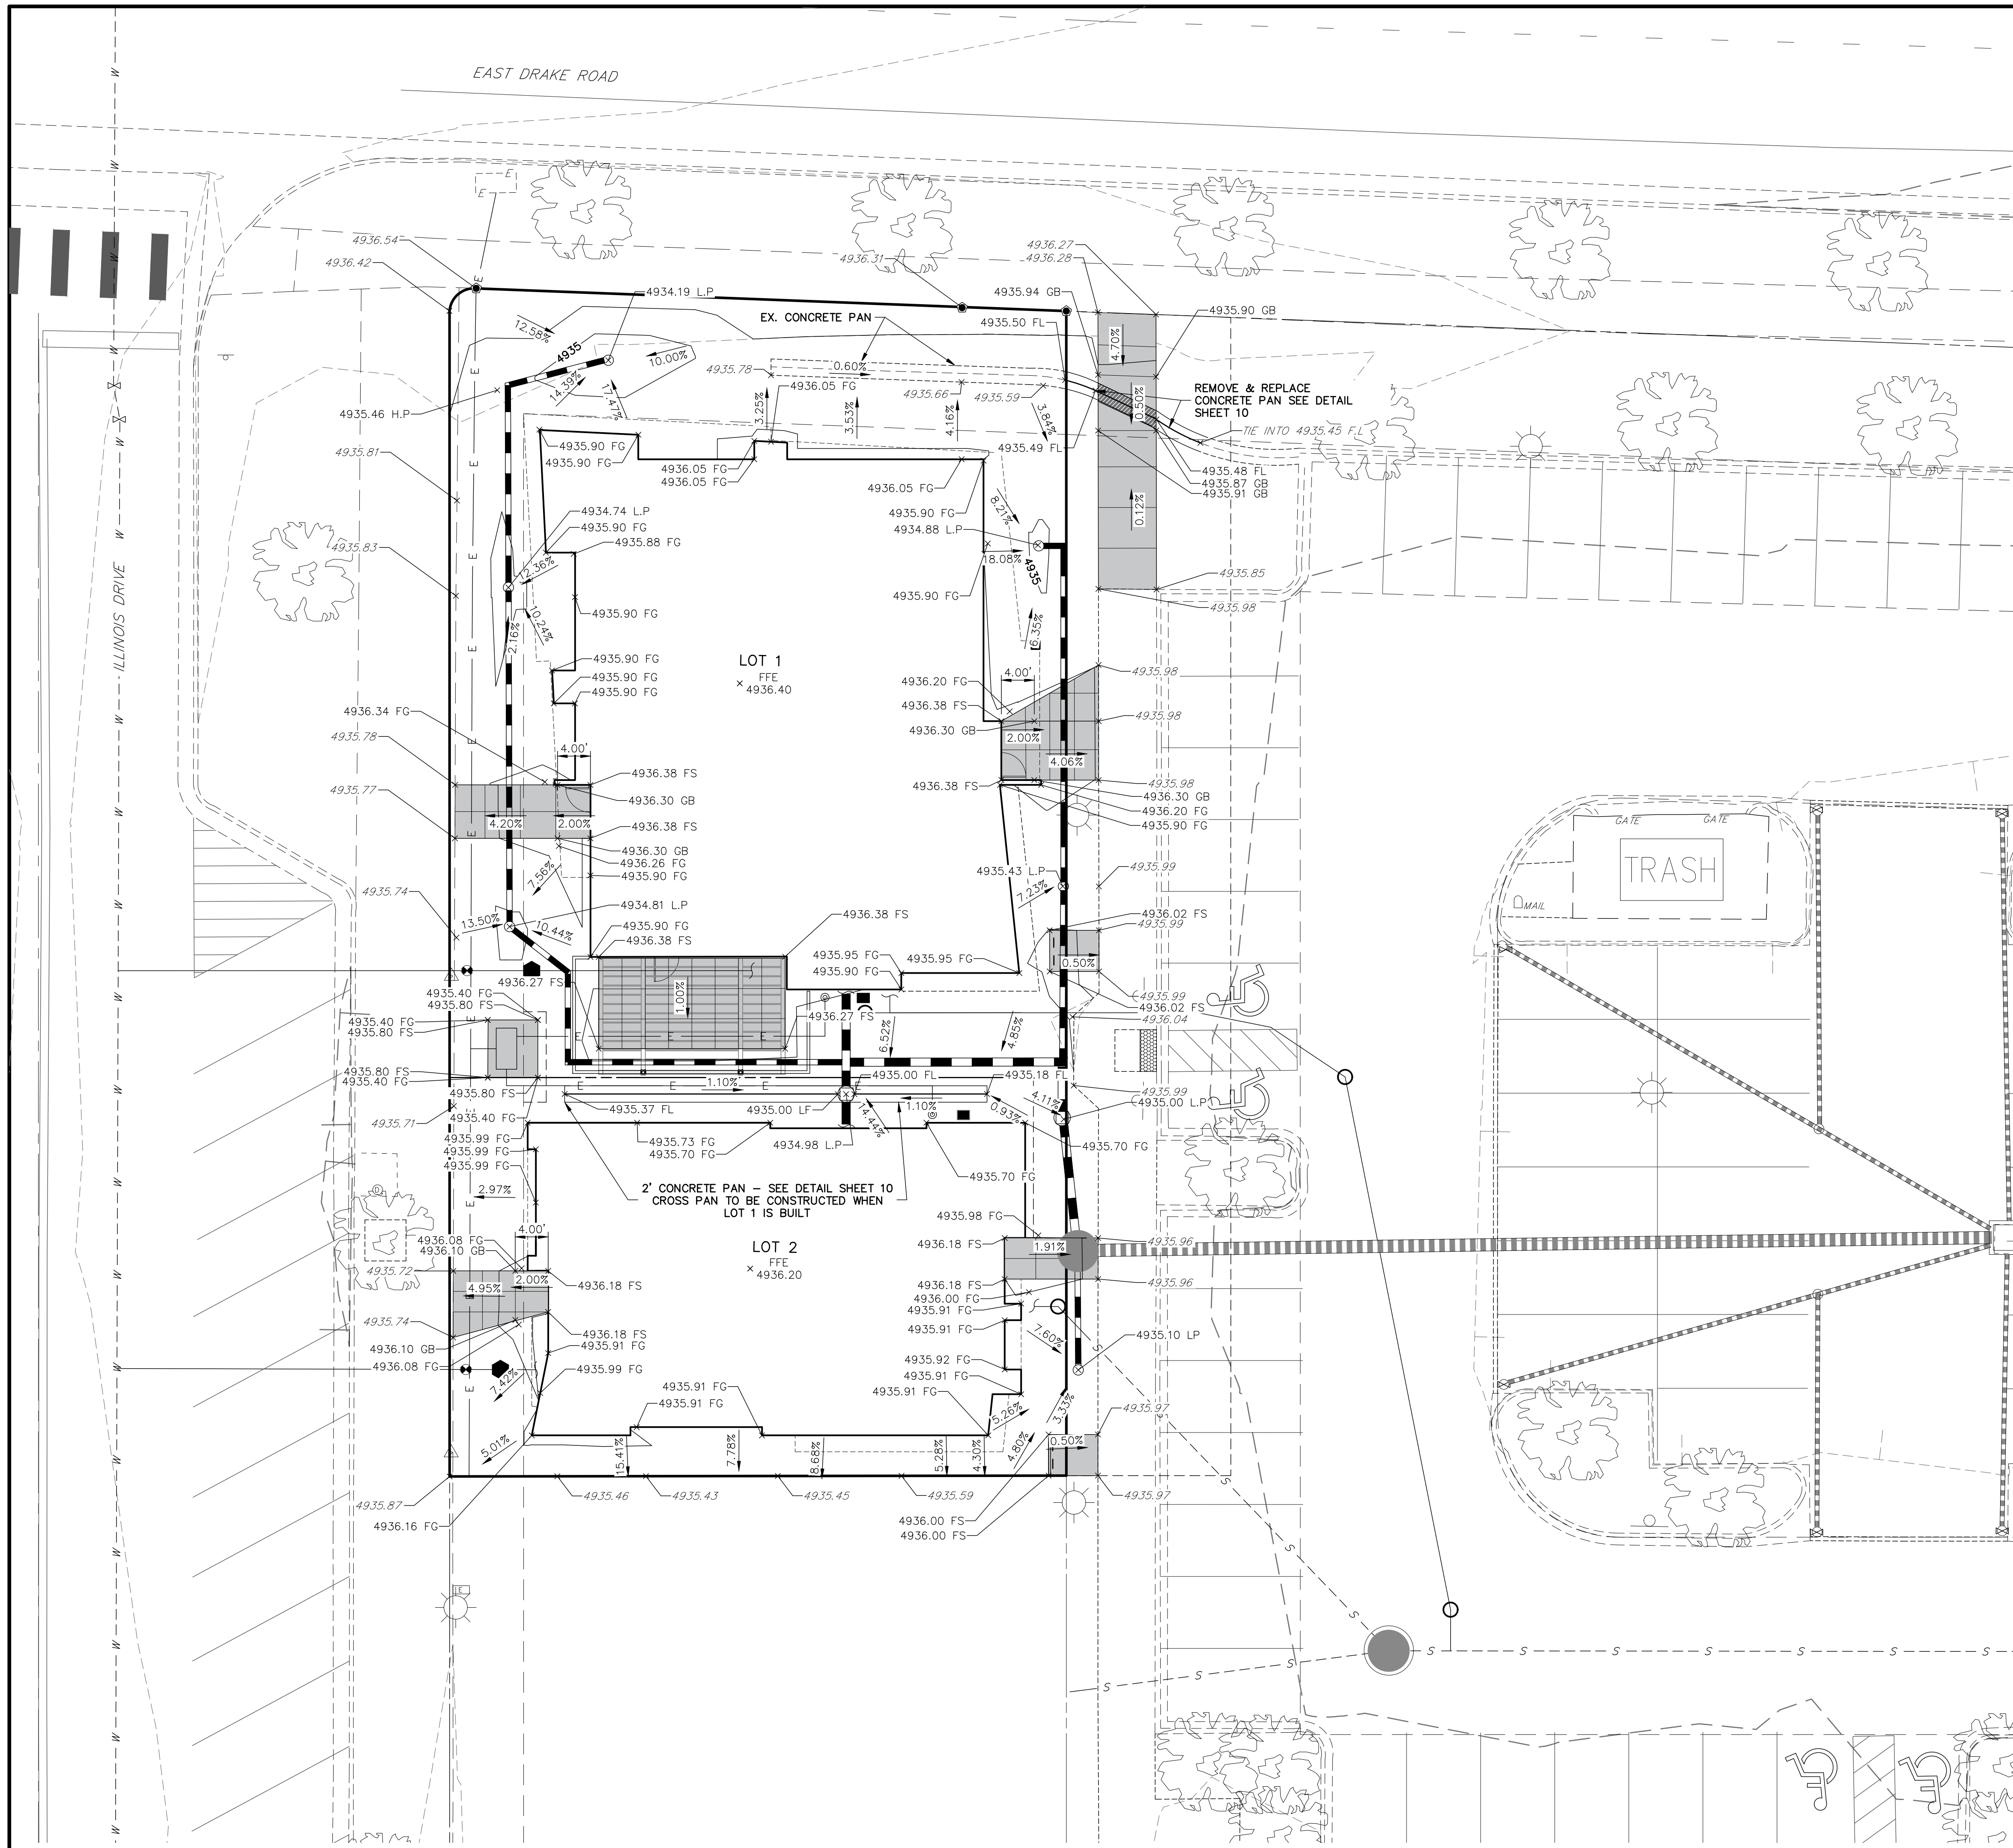 EAST DRAKE ROAD
ILLINOIS DRIVE
4936.54
4936.42
4934.19 L.P
4936.31
4936.27
4936.28
4935.94 GB
4935.90 GB
4935.50 FL
EX. CONCRETE PAN
12.58%
4935
10.00%
14.39%
17.47%
4935.46 H.P
4935.78
0.60%
4936.05 FG
4935.66
4935.59
3.25%
3.53%
4.16%
3.84%
4.70%
0.50%
REMOVE & REPLACE
CONCRETE PAN SEE DETAIL
SHEET 10
TIE INTO 4935.45 F.L
4935.49 FL
4935.48 FL
4935.87 GB
4935.91 GB
4935.81
4935.90 FG
4935.90 FG
4936.05 FG
4936.05 FG
4936.05 FG
4935.90 FG
4934.88 L.P
8.21%
18.08%
4935
0.12%
4934.74 L.P
4935.90 FG
4935.88 FG
4935.83
12.36%
10.24%
2.16%
4935.90 FG
4935.90 FG
4935.85
4935.98
6.35%
LOT 1
FFE
4936.40
4935.90 FG
4935.90 FG
4935.90 FG
4936.34 FG
4935.78
4935.77
4.00'
4936.38 FS
4936.30 GB
4.20%
2.00%
4936.38 FS
4936.30 GB
4936.26 FG
4935.90 FG
7.56%
4.00'
4936.20 FG
4936.38 FS
4936.30 GB
2.00%
4.06%
4935.98
4935.98
4935.98
4936.38 FS
4936.30 GB
4936.20 FG
4935.90 FG
4935.74
13.50%
10.44%
4934.81 L.P
4935.90 FG
4936.38 FS
4936.38 FS
4935.43 L.P
7.23%
4935.99
4936.02 FS
4935.99
0.50%
4935.95 FG
4935.90 FG
4935.95 FG
4935.99
4936.02 FS
4936.04
4936.27 FS
4935.40 FG
4935.80 FS
4935.40 FG
4935.80 FS
1.00%
4936.27 FS
6.52%
4.85%
4935.80 FS
4935.40 FG
4935.80 FS
4935.40 FG
4935.71
1.10%
4935.00 FL
4935.18 FL
4935.37 FL
4935.00 LF
1.10%
14.44%
0.93%
4.11%
4935.99
4935.00 L.P
4935.99 FG
4935.99 FG
4935.99 FG
4935.73 FG
4935.70 FG
4934.98 L.P
4935.70 FG
4935.70 FG
2.97%
2' CONCRETE PAN – SEE DETAIL SHEET 10
CROSS PAN TO BE CONSTRUCTED WHEN
LOT 1 IS BUILT
4.00'
4936.08 FG
4936.10 GB
4935.72
2.00%
4.95%
4936.18 FS
4935.74
4936.10 GB
4936.08 FG
4936.18 FS
4935.91 FG
4935.99 FG
7.42%
LOT 2
FFE
4936.20
4935.98 FG
4936.18 FS
1.91%
4935.96
4935.96
4936.18 FS
4936.00 FG
4935.91 FG
4935.91 FG
4935.92 FG
4935.91 FG
4935.91 FG
7.60%
4935.10 LP
4935.91 FG
4935.91 FG
5.01%
15.41%
7.78%
8.68%
5.28%
4.30%
5.26%
4.80%
3.33%
0.50%
4935.97
4935.97
4935.87
4936.16 FG
4935.46
4935.43
4935.45
4935.59
4936.00 FS
4936.00 FS
GATE
GATE
TRASH
MAIL
W
E
S